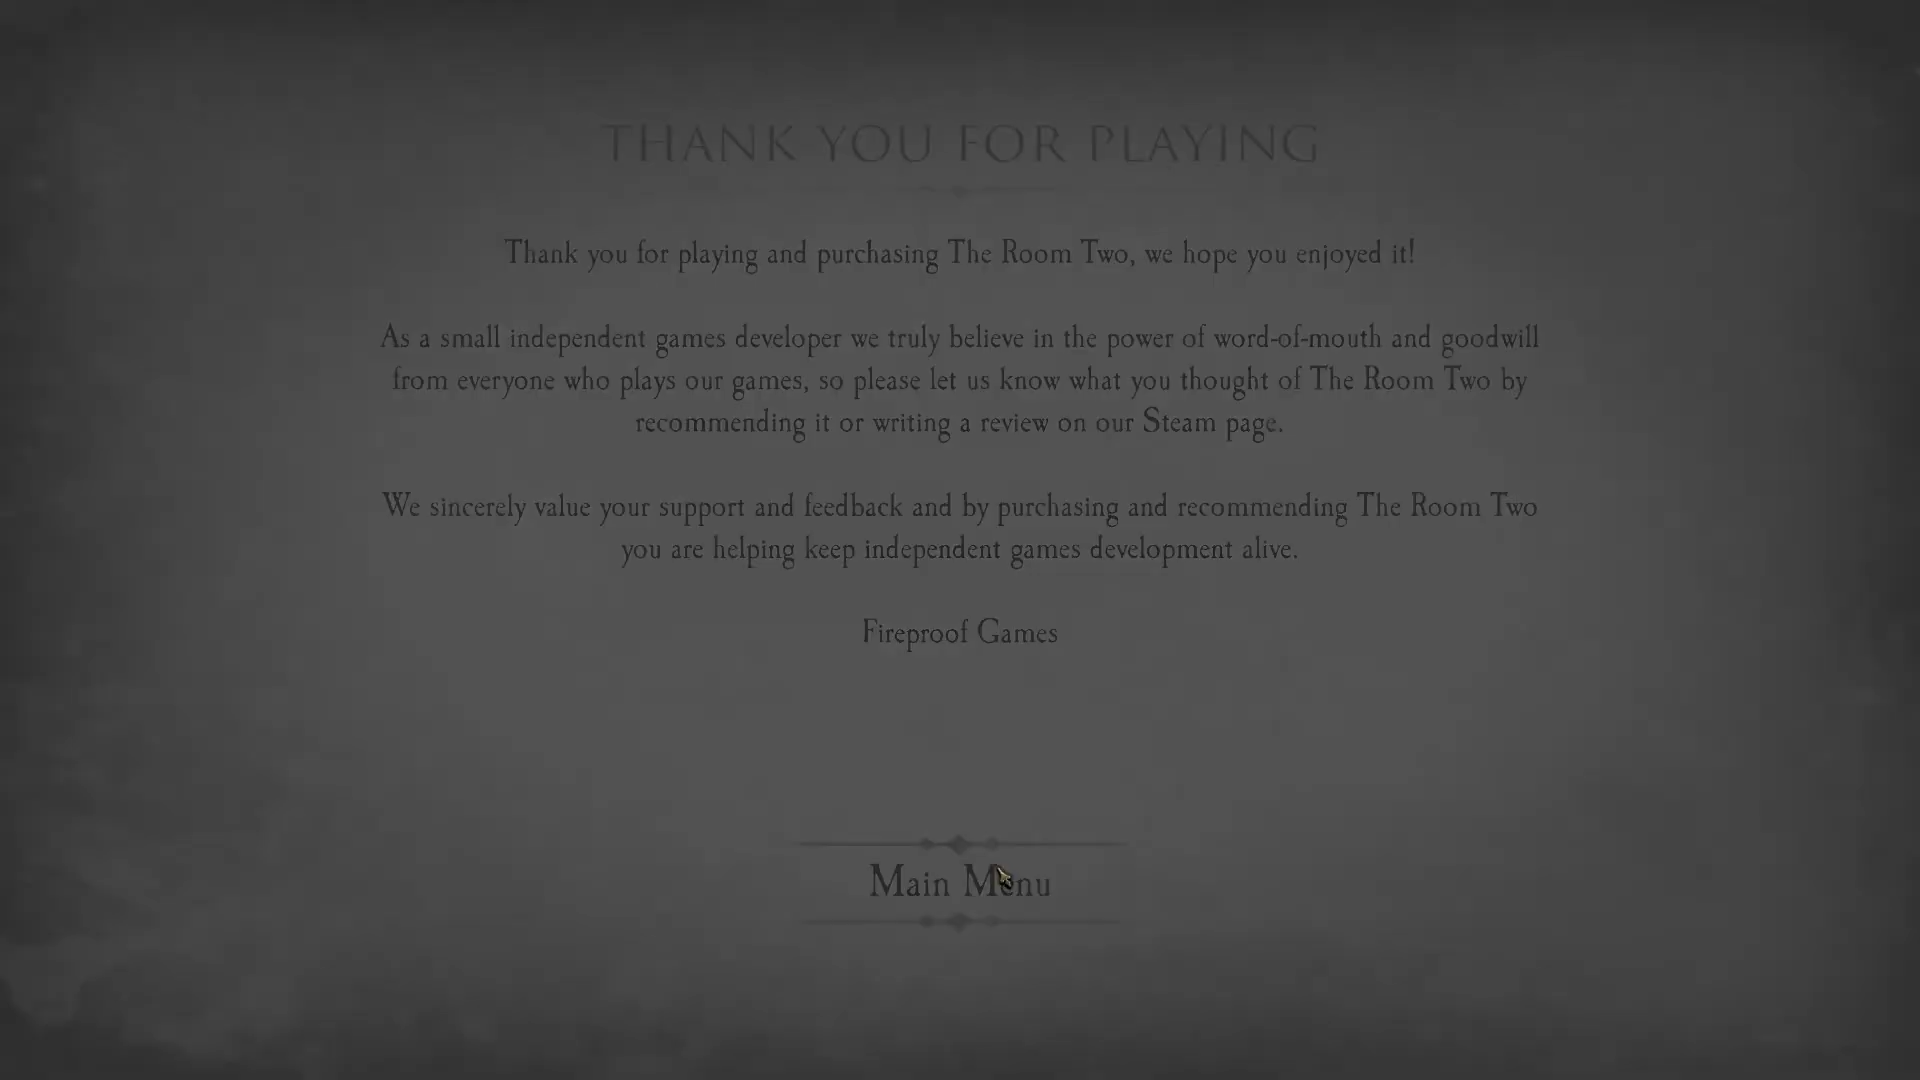 THANK YOU FOR PLAYING
Thank you for playing and purchasing The Room Two, we hope you enjoyed it!
As a small independent games developer we truly believe in the power of word-of-mouth and goodwill
from everyone who plays our games, so please let us know what you thought of The Room Two by
recommending it or writing a review on our Steam page.
We sincerely value your support and feedback and by purchasing and recommending The Room Two
you are helping keep independent games development alive.
Fireproof Games
Main Menu